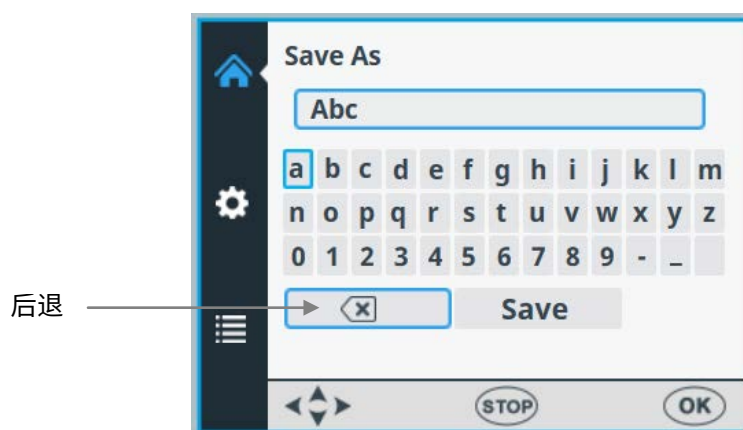 Save As
Abc
a b c d e f g h i j k l m
n o p q r s t u v w x y z
0 1 2 3 4 5 6 7 8 9 - _
后退
Save
STOP OK